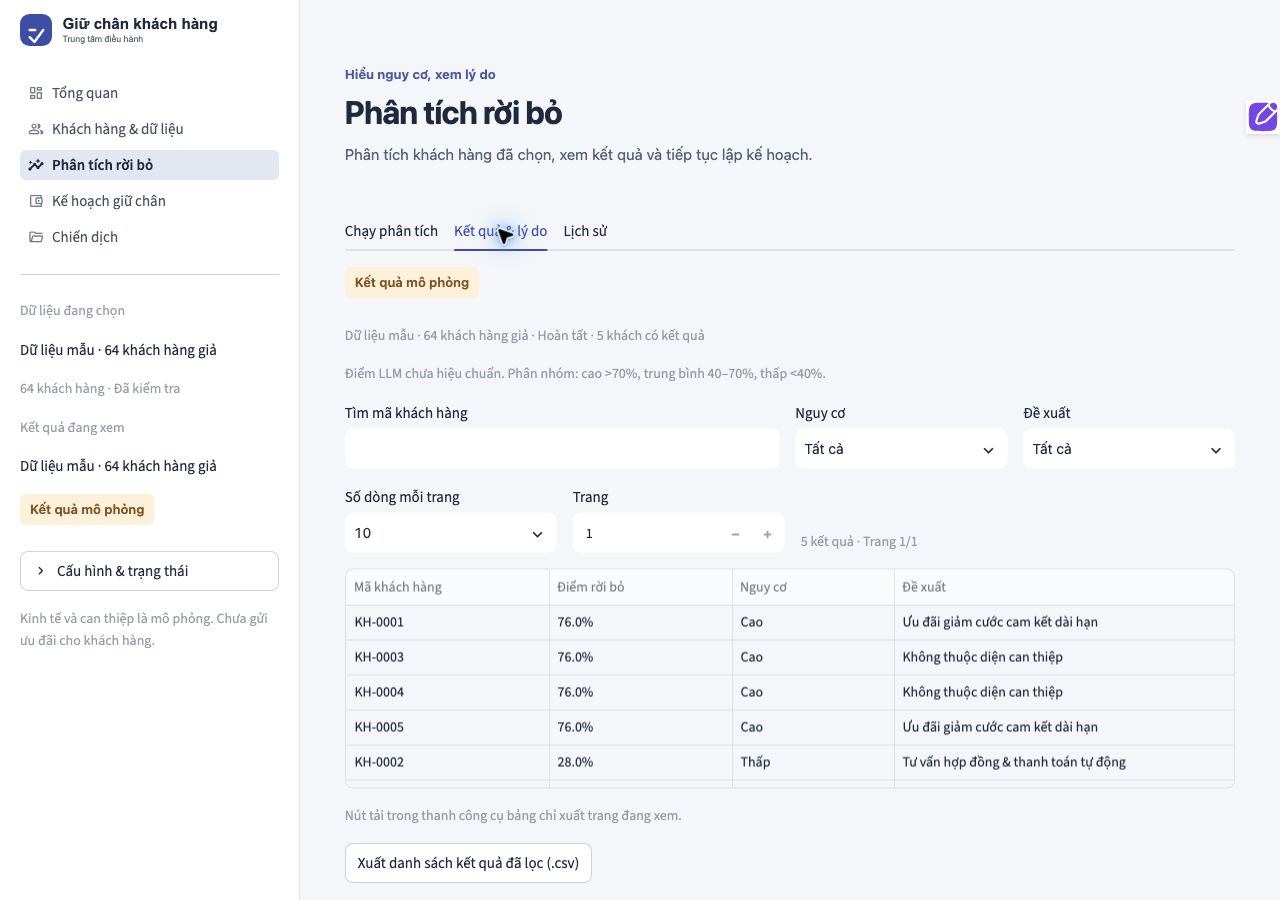 Giữ chân khách hàng
Trung tâm điều hành
Tổng quan
Khách hàng & dữ liệu
Phân tích rời bỏ
Kế hoạch giữ chân
Chiến dịch
Dữ liệu đang chọn
Dữ liệu mẫu · 64 khách hàng giả
64 khách hàng · Đã kiểm tra
Kết quả đang xem
Dữ liệu mẫu · 64 khách hàng giả
Kết quả mô phỏng
Cấu hình & trạng thái
Kinh tế và can thiệp là mô phỏng. Chưa gửi
ưu đãi cho khách hàng.
Hiểu nguy cơ, xem lý do
Phân tích rời bỏ
Phân tích khách hàng đã chọn, xem kết quả và tiếp tục lập kế hoạch.
Chạy phân tích Kết quả & lý do Lịch sử
Kết quả mô phỏng
Dữ liệu mẫu · 64 khách hàng giả · Hoàn tất · 5 khách có kết quả
Điểm LLM chưa hiệu chuẩn. Phân nhóm: cao >70%, trung bình 40–70%, thấp <40%.
Tìm mã khách hàng Nguy cơ Đề xuất
Tất cả Tất cả
Số dòng mỗi trang Trang
10 1 − + 5 kết quả · Trang 1/1
Mã khách hàng Điểm rời bỏ Nguy cơ Đề xuất
KH-0001 76.0% Cao Ưu đãi giảm cước cam kết dài hạn
KH-0003 76.0% Cao Không thuộc diện can thiệp
KH-0004 76.0% Cao Không thuộc diện can thiệp
KH-0005 76.0% Cao Ưu đãi giảm cước cam kết dài hạn
KH-0002 28.0% Thấp Tư vấn hợp đồng & thanh toán tự động
Nút tải trong thanh công cụ bảng chỉ xuất trang đang xem.
Xuất danh sách kết quả đã lọc (.csv)